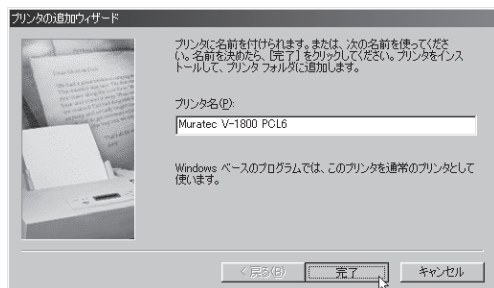 プリンタの追加ウィザード
プリンタに名前を付けられます。または、次の名前を使ってくださ
い。名前を決めたら、[完了]をクリックしてください。プリンタをインス
トールして、プリンタ フォルダに追加します。
プリンタ名(P):
Muratec V-1800 PCL6
Windows ベースのプログラムでは、このプリンタを通常のプリンタとして
使います。
< 戻る(B)
完了
キャンセル